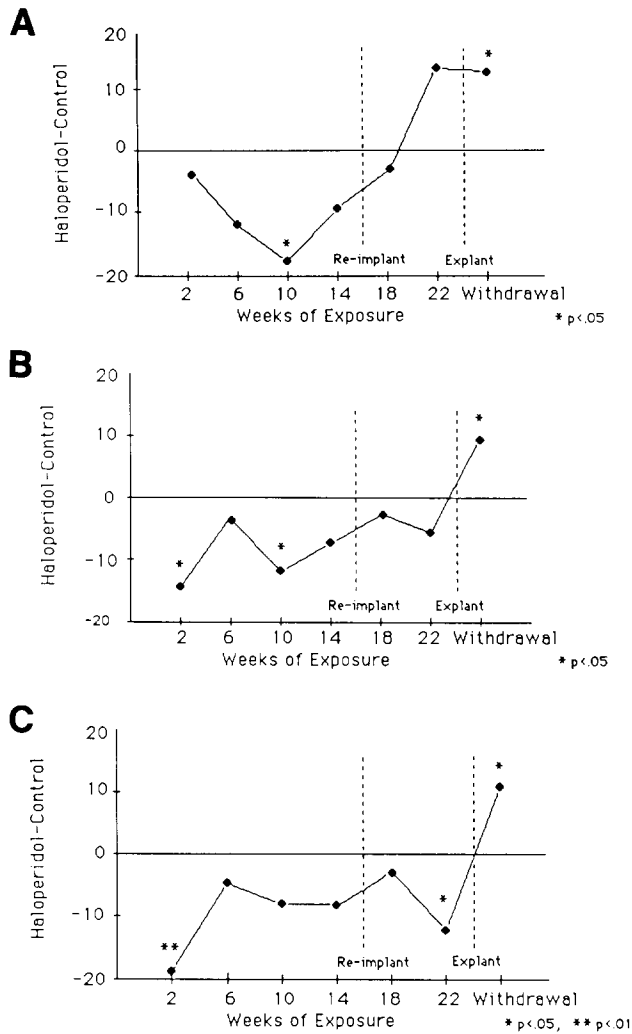 A
Haloperidol-Control
20
10
0
-10
-20
*
*
Re-implant
Explant
2 6 10 14 18 22 Withdrawal
Weeks of Exposure
* p<.05
B
Haloperidol-Control
20
10
0
-10
-20
*
*
*
Re-implant
Explant
2 6 10 14 18 22 Withdrawal
Weeks of Exposure
* p<.05
C
Haloperidol-Control
20
10
0
-10
-20
**
*
*
Re-implant
Explant
2 6 10 14 18 22 Withdrawal
Weeks of Exposure
* p<.05, ** p<.01